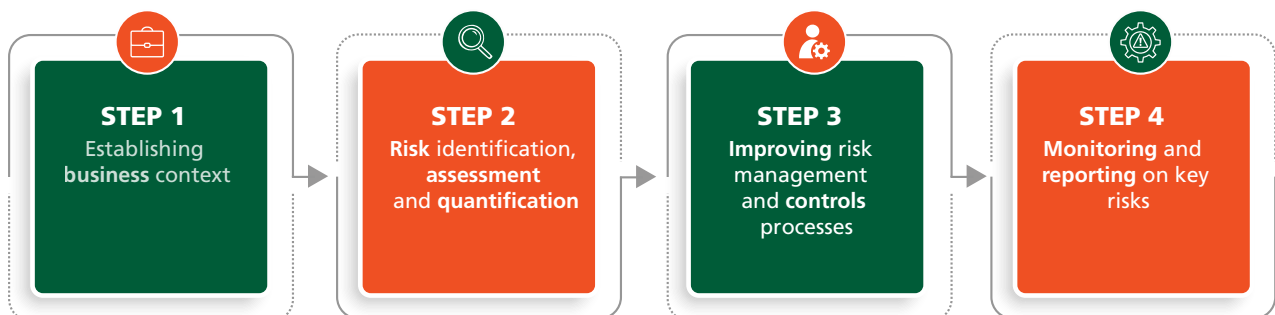 STEP 1
Establishing
business context
STEP 2
Risk identification,
assessment
and quantification
STEP 3
Improving risk
management
and controls
processes
STEP 4
Monitoring and
reporting on key
risks